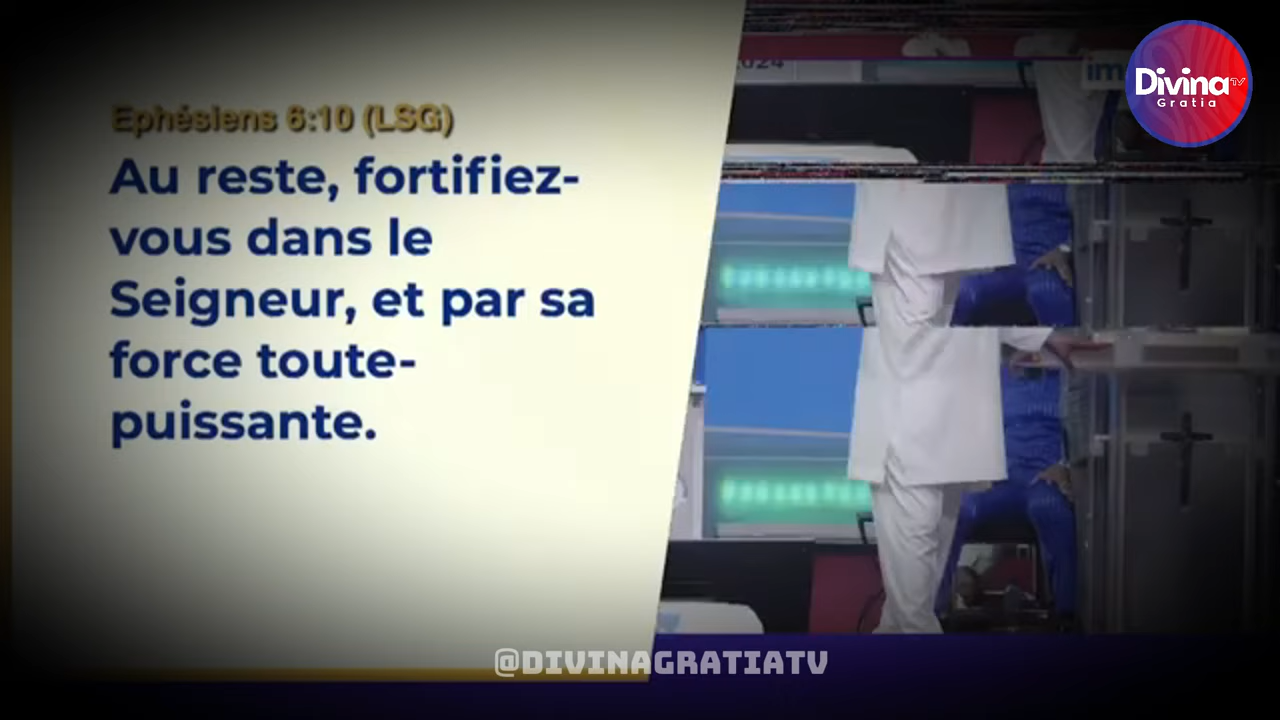 Ephésiens 6:10 (LSG)
Au reste, fortifiez-
vous dans le
Seigneur, et par sa
force toute-
puissante.
Divina TV
Gratia
@DIVINAGRATIATV